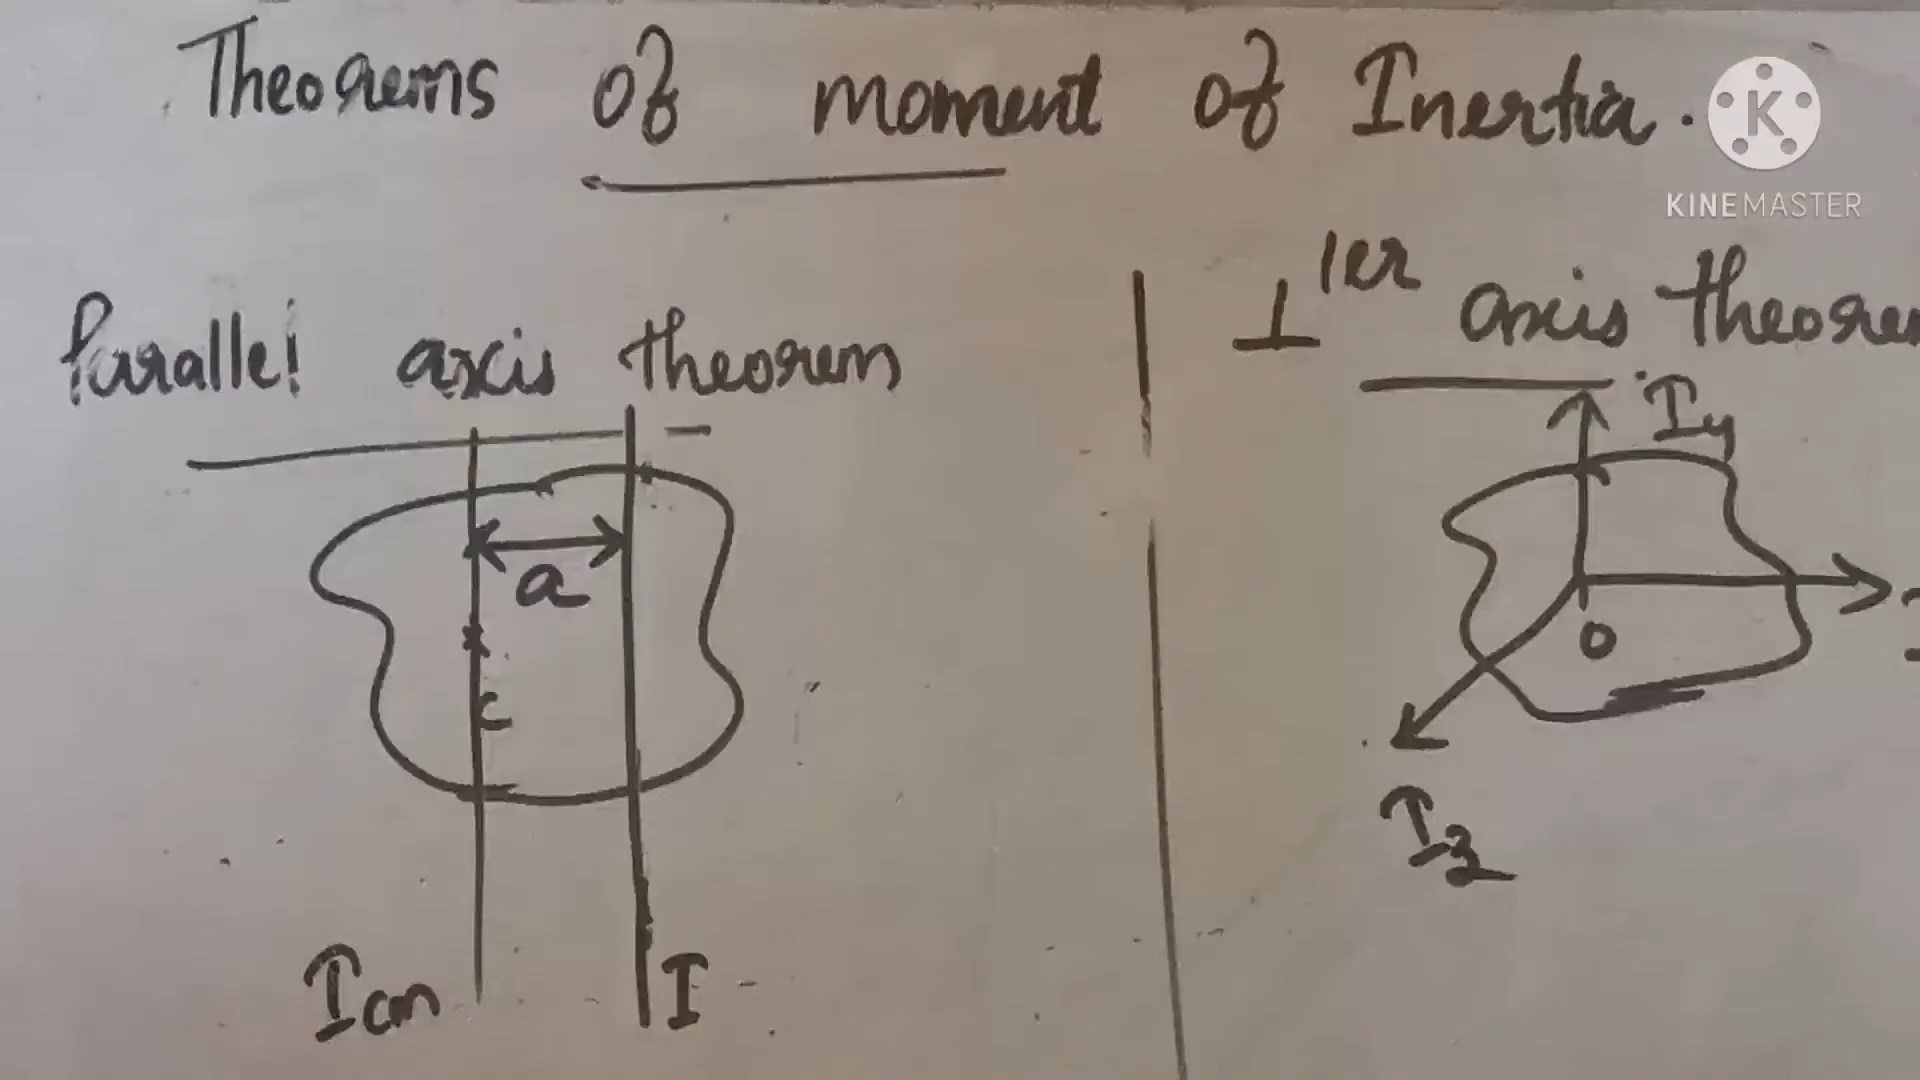 Theorems of moment of Inertia.
K
KINEMASTER
Parallel axis theorem
a
c
Icm
I
⊥ler axis theorem
Iy
O
Iz